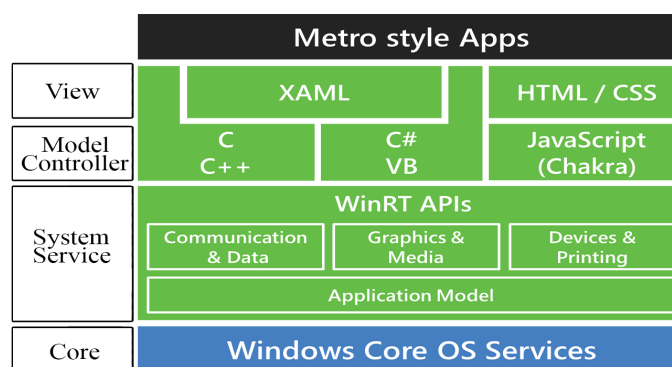 Metro style Apps
View
XAML
HTML / CSS
Model
Controller
C
C++
C#
VB
JavaScript
(Chakra)
System
Service
WinRT APIs
Communication
& Data
Graphics &
Media
Devices &
Printing
Application Model
Core
Windows Core OS Services